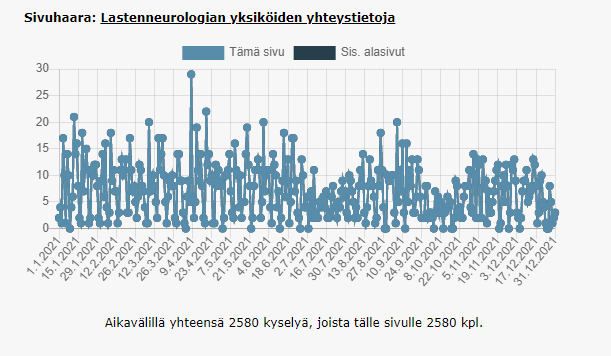 Sivuhaara: Lastenneurologian yksiköiden yhteystietoja
Tämä sivu Sis. alasivut
30
25
20
15
10
5
0
1.1.2021 15.1.2021 29.1.2021 12.2.2021 26.2.2021 12.3.2021 26.3.2021 9.4.2021 23.4.2021 7.5.2021 21.5.2021 4.6.2021 18.6.2021 2.7.2021 16.7.2021 30.7.2021 13.8.2021 27.8.2021 10.9.2021 24.9.2021 8.10.2021 22.10.2021 5.11.2021 19.11.2021 3.12.2021 17.12.2021 31.12.2021
Aikavälillä yhteensä 2580 kyselyä, joista tälle sivulle 2580 kpl.